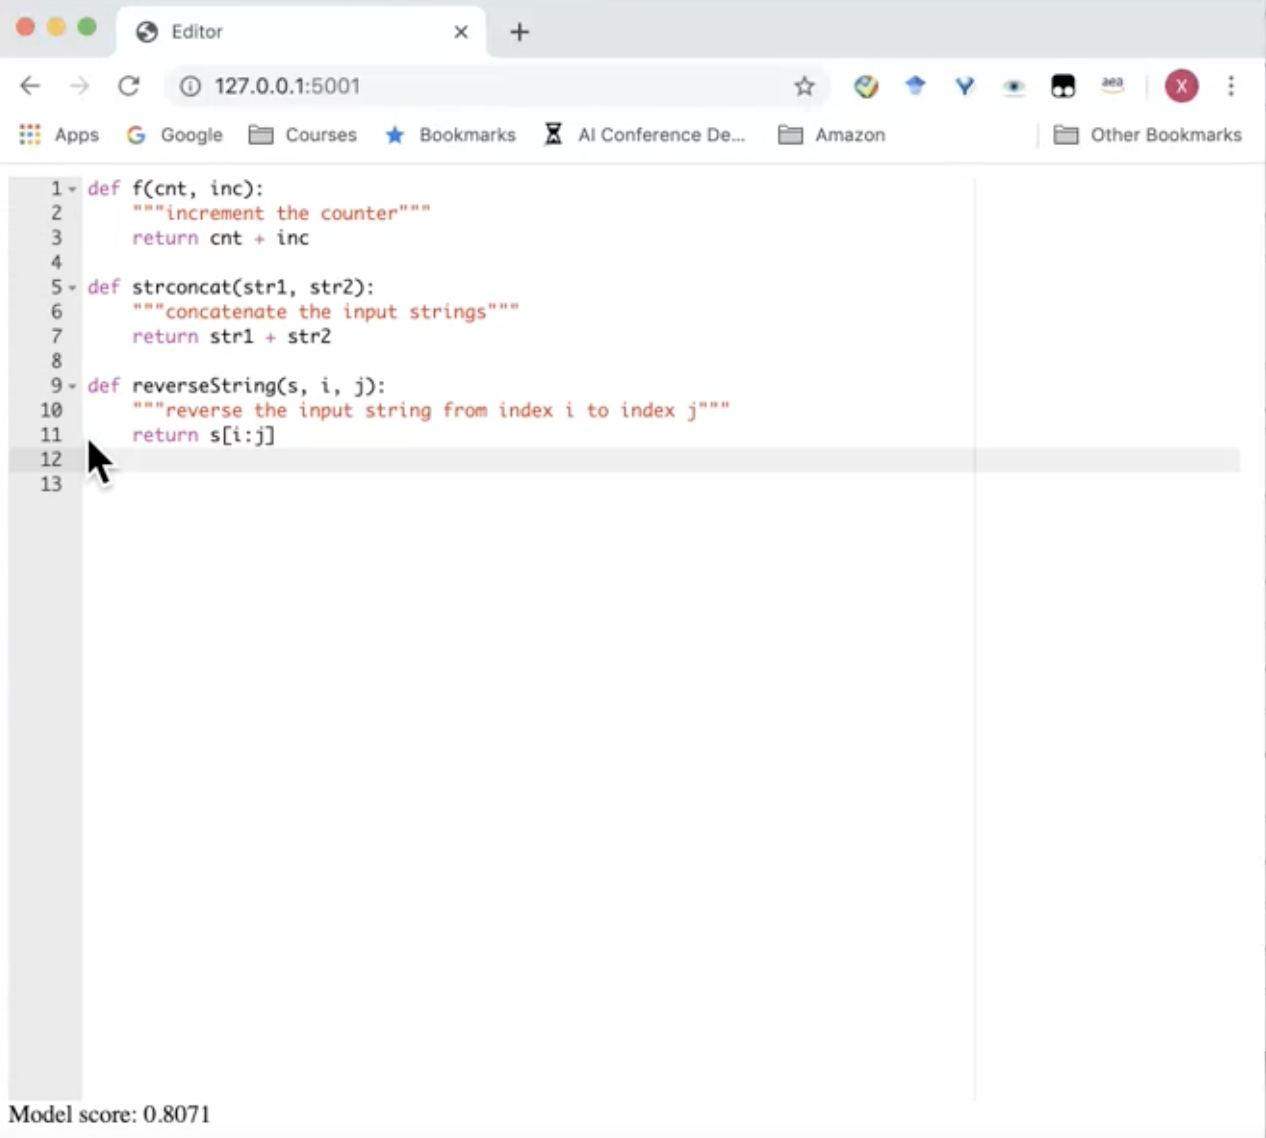 Editor
127.0.0.1:5001
aea
X
Apps Google Courses Bookmarks AI Conference De... Amazon Other Bookmarks
1 def f(cnt, inc):
2     """increment the counter"""
3     return cnt + inc
4
5 def strconcat(str1, str2):
6     """concatenate the input strings"""
7     return str1 + str2
8
9 def reverseString(s, i, j):
10     """reverse the input string from index i to index j"""
11     return s[i:j]
12
13
Model score: 0.8071